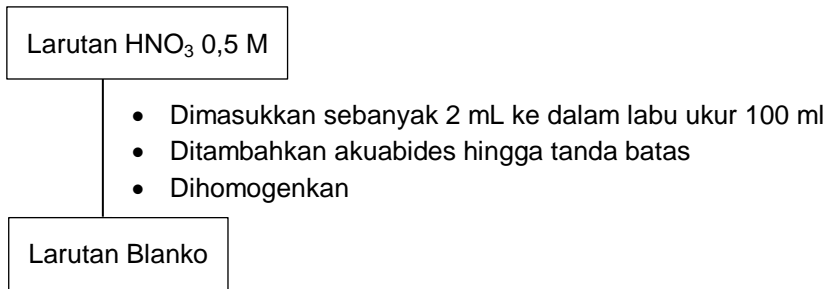 Larutan HNO₃ 0,5 M
• Dimasukkan sebanyak 2 mL ke dalam labu ukur 100 ml
• Ditambahkan akuabides hingga tanda batas
• Dihomogenkan
Larutan Blanko